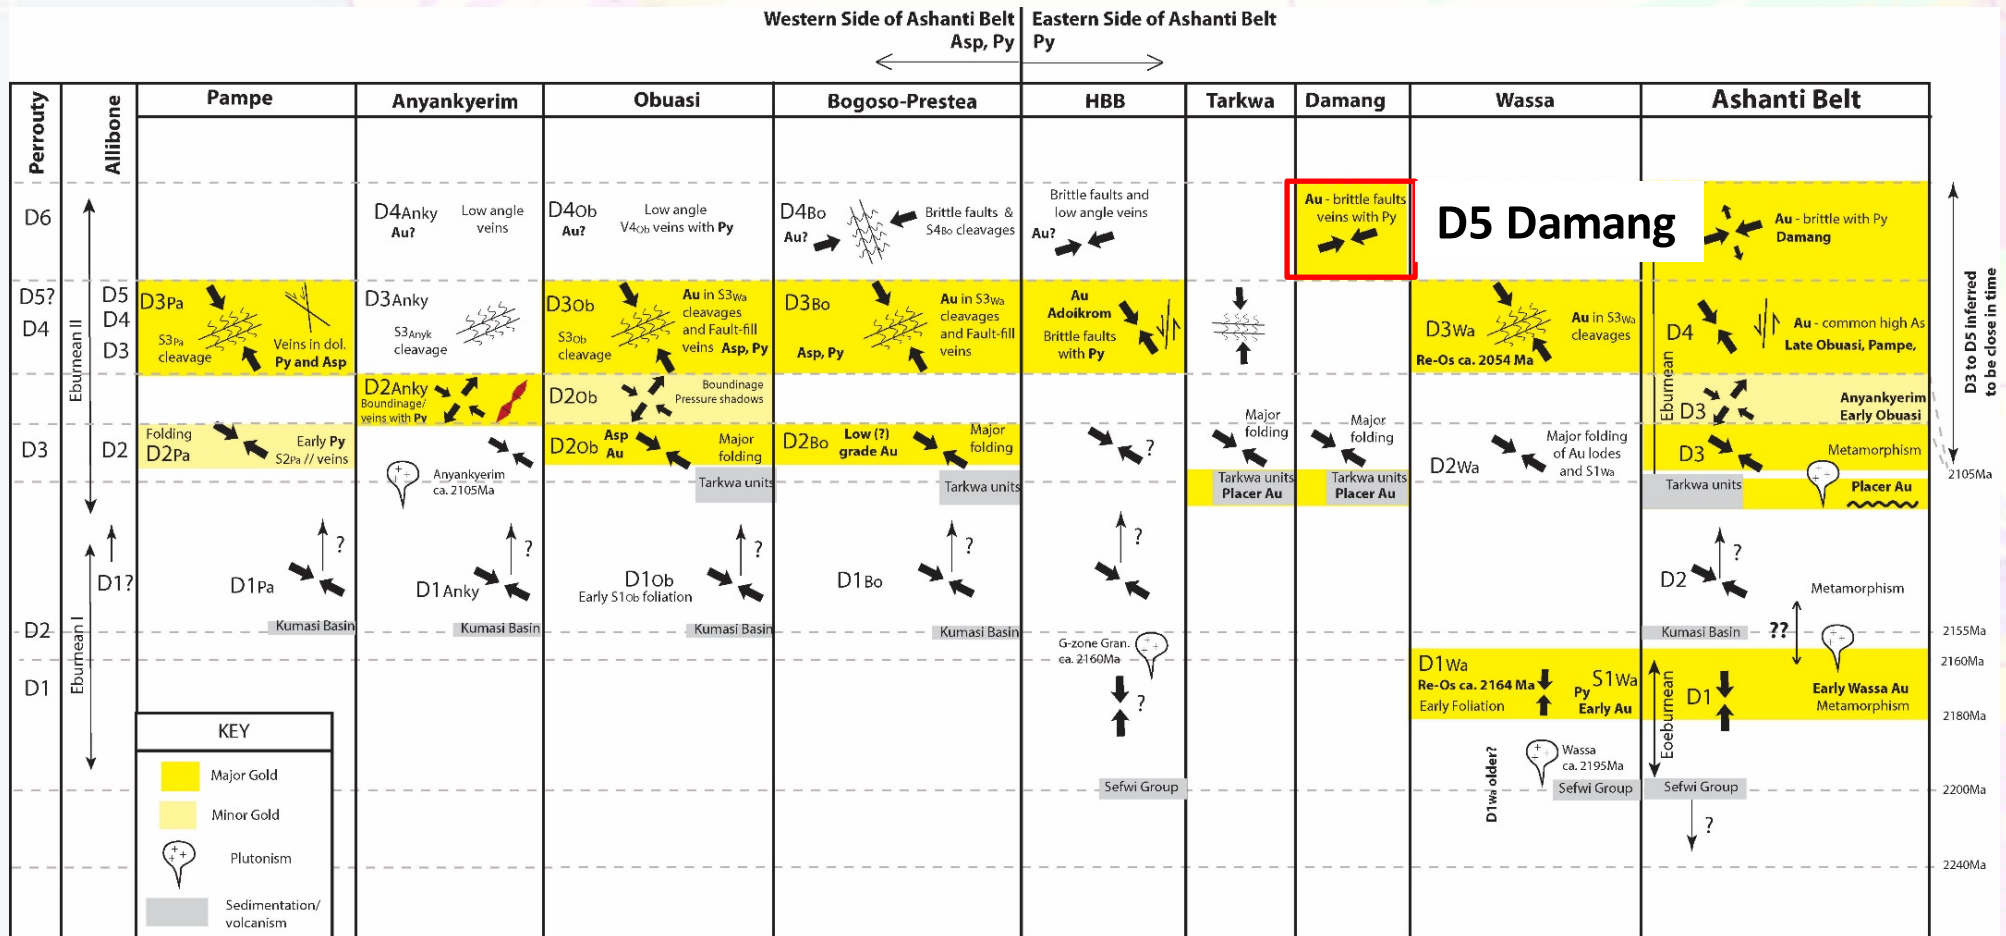 Western Side of Ashanti Belt
Asp, Py
Eastern Side of Ashanti Belt
Py
Perrouty
Allibone
Pampe
Anyankyerim
Obuasi
Bogoso-Prestea
HBB
Tarkwa
Damang
Wassa
Ashanti Belt
D6
D5?
D4
D3
D2
D1
Eburnean II
Eburnean I
D5
D4
D3
D2
D1?
D3Pa
S3Pa
cleavage
Veins in dol.
Py and Asp
Folding
D2Pa
Early Py
S2Pa // veins
D1Pa
?
Kumasi Basin
D4Anky
Au?
Low angle
veins
D3Anky
S3Anyk
cleavage
D2Anky
Boundinage/
veins with Py
Anyankyerim
ca. 2105Ma
D1Anky
?
Kumasi Basin
D4Ob
Au?
Low angle
V4Ob veins with Py
D3Ob
S3Ob
cleavage
Au in S3Wa
cleavages
and Fault-fill
veins Asp, Py
D2Ob
Boundinage
Pressure shadows
D2Ob
Asp
Au
Major
folding
Tarkwa units
D1Ob
Early S1Ob foliation
?
Kumasi Basin
D4Bo
Au?
Brittle faults &
S4Bo cleavages
D3Bo
Asp, Py
Au in S3Wa
cleavages
and Fault-fill
veins
D2Bo
Low (?)
grade Au
Major
folding
Tarkwa units
D1Bo
?
Kumasi Basin
Brittle faults and
low angle veins
Au?
Au
Adoikrom
Brittle faults
with Py
?
?
G-zone Gran.
ca. 2160Ma
?
Sefwi Group
Major
folding
Tarkwa units
Placer Au
Au - brittle faults
veins with Py
Major
folding
Tarkwa units
Placer Au
D5 Damang
D3Wa
Au in S3Wa
cleavages
Re-Os ca. 2054 Ma
D2Wa
Major folding
of Au lodes
and S1Wa
D1Wa
Re-Os ca. 2164 Ma
Early Foliation
S1Wa
Py
Early Au
D1Wa older?
Wassa
ca. 2195Ma
Sefwi Group
Au - brittle with Py
Damang
D4
Au - common high As
Late Obuasi, Pampe,
Eburnean
D3
Anyankyerim
Early Obuasi
D3
Metamorphism
Tarkwa units
Placer Au
?
D2
Metamorphism
Kumasi Basin
??
D1
Early Wassa Au
Metamorphism
Eoeburnean
Sefwi Group
?
D3 to D5 inferred
to be close in time
2105Ma
2155Ma
2160Ma
2180Ma
2200Ma
2240Ma
KEY
Major Gold
Minor Gold
Plutonism
Sedimentation/
volcanism